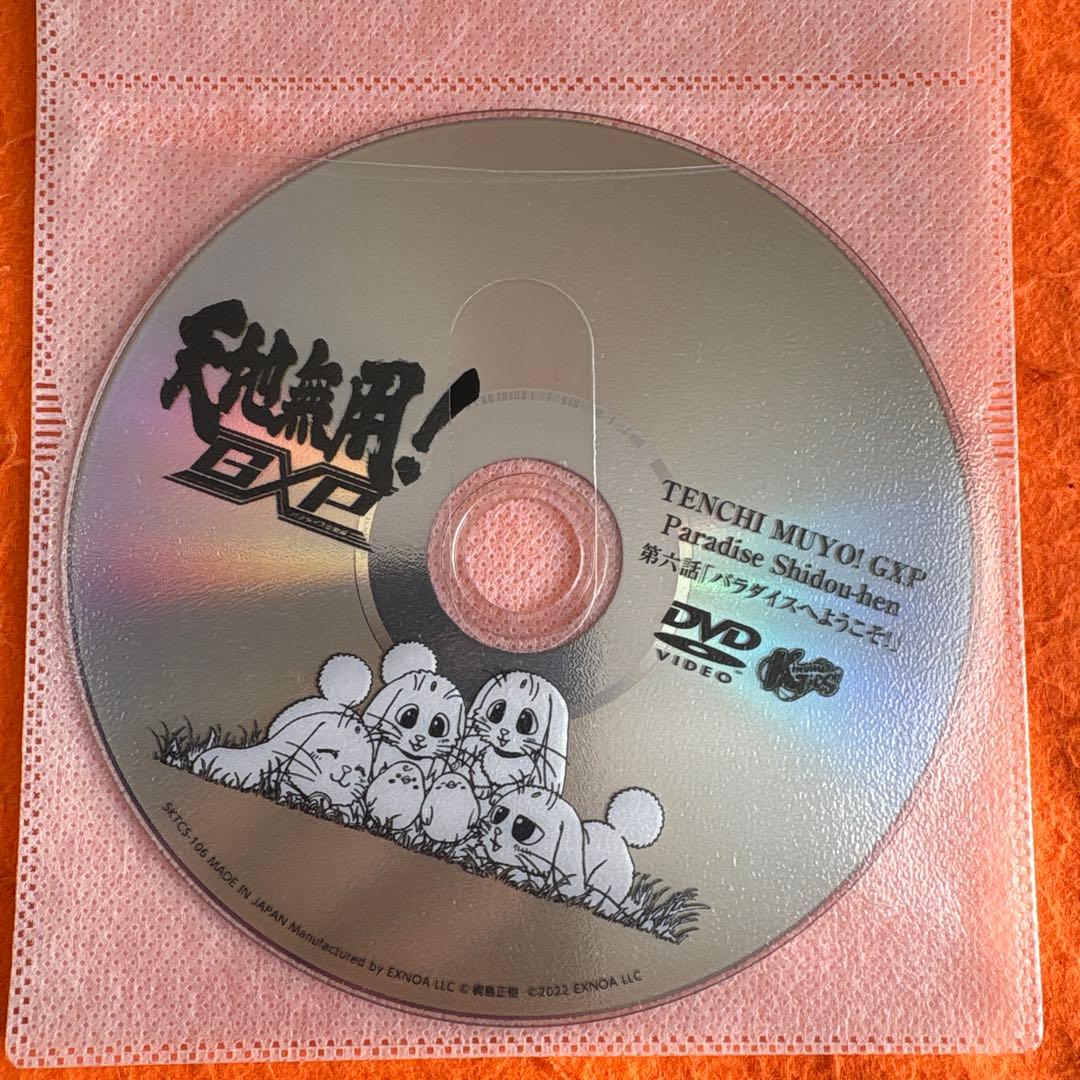 天地無用!
GXP
TENCHI MUYO! GXP
Paradise Shidou-hen
第六話「パラダイスへようこそ!」
DVD
VIDEO
SKTCS-106 MADE IN JAPAN Manufactured by EXNOA LLC © 梶島正樹 ©2022 EXNOA LLC